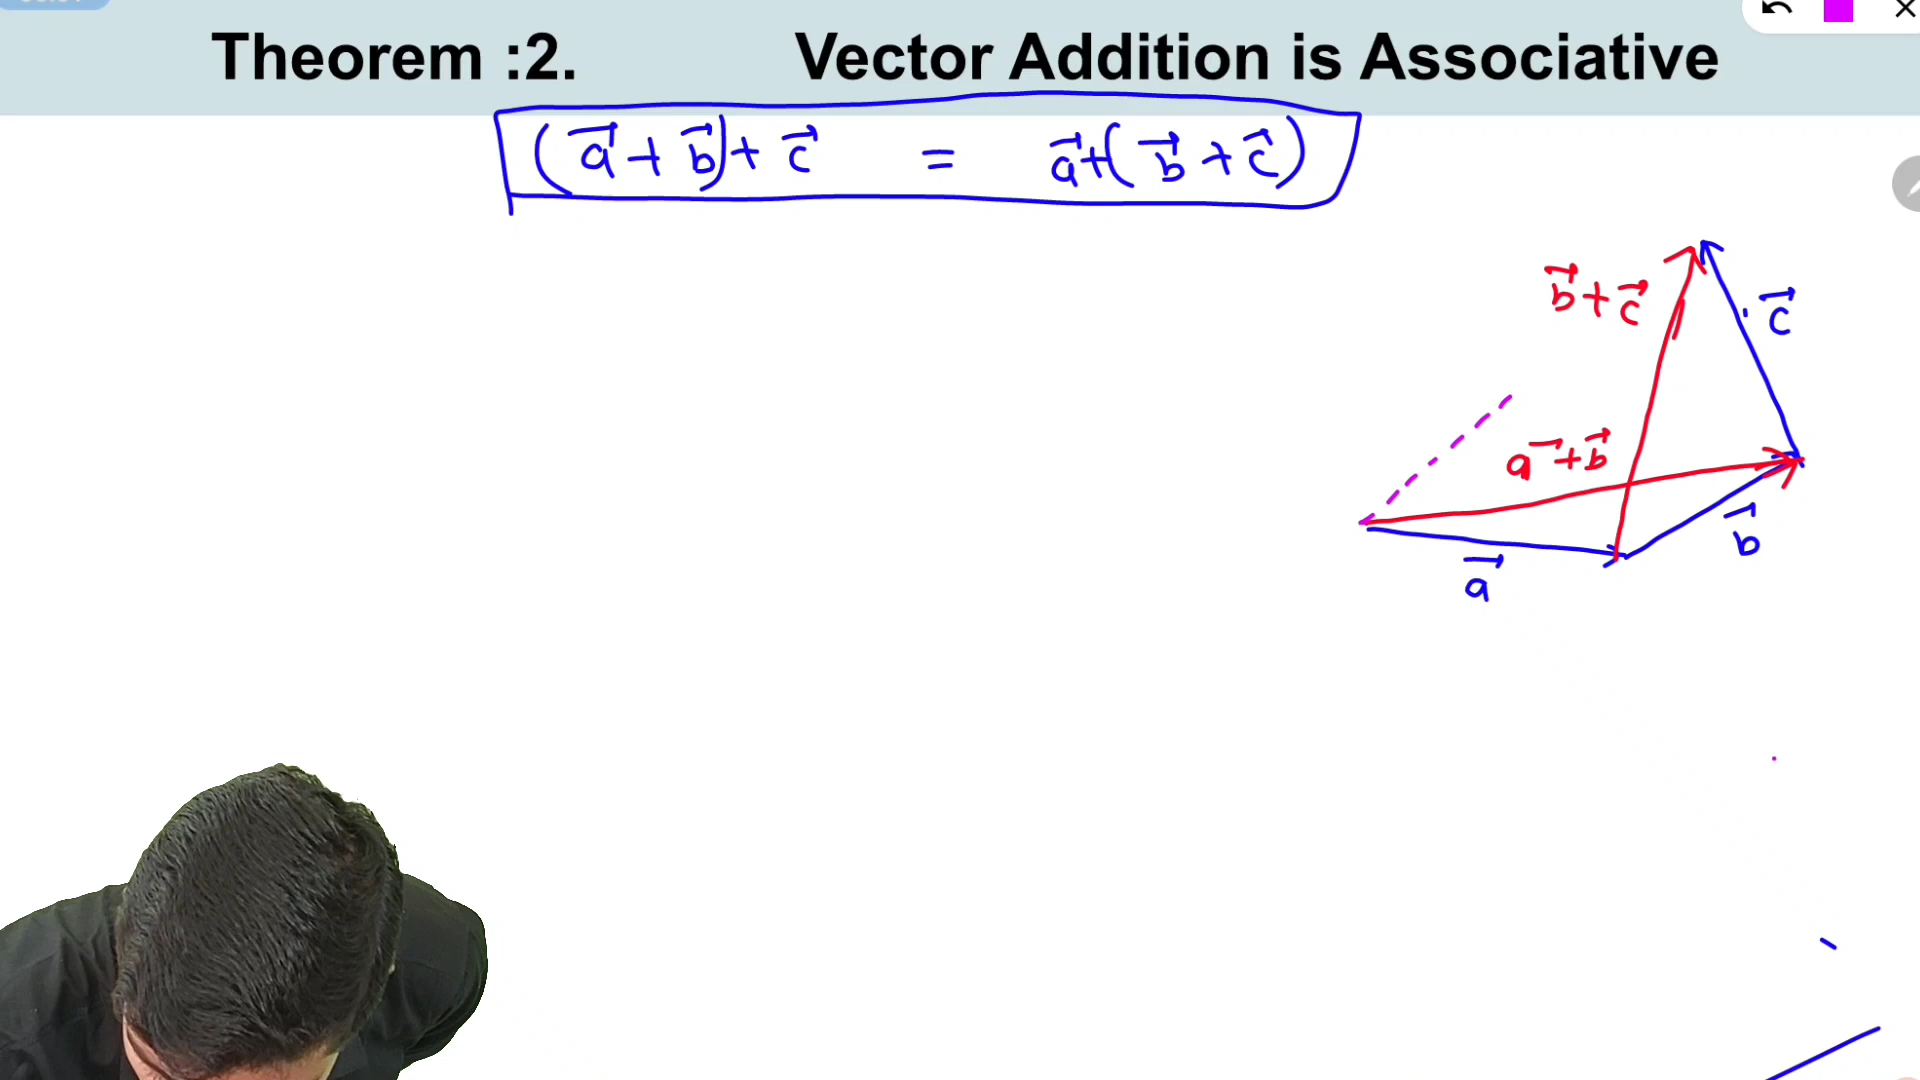 Theorem :2. Vector Addition is Associative
(a⃗ + b⃗) + c⃗ = a⃗ + (b⃗ + c⃗)
b⃗ + c⃗
c⃗
a⃗ + b⃗
b⃗
a⃗